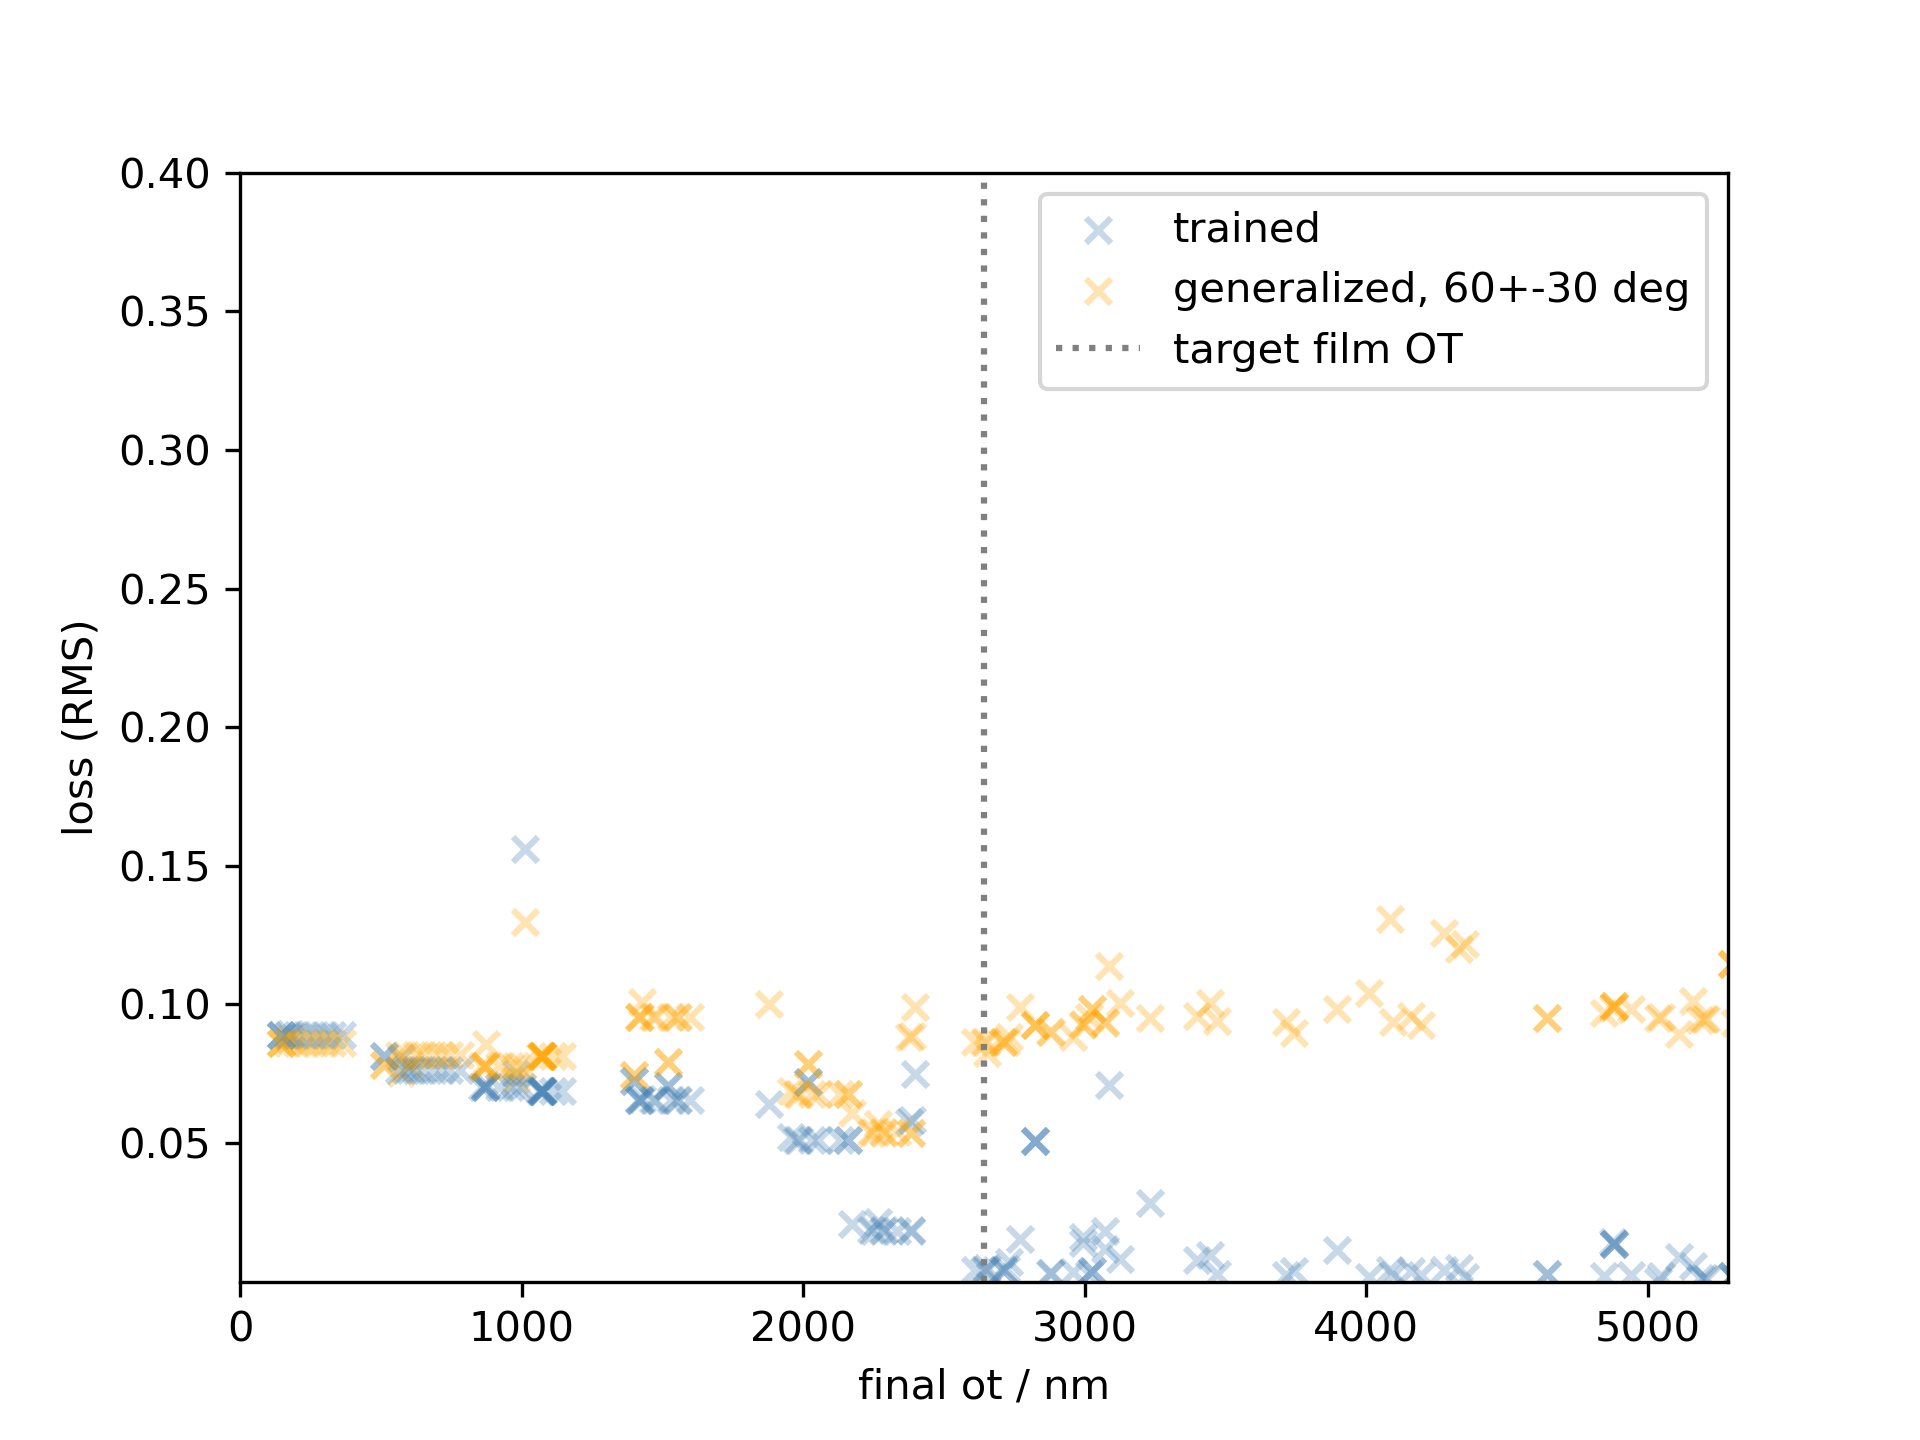 0.40
0.35
0.30
0.25
0.20
0.15
0.10
0.05
loss (RMS)
trained
generalized, 60+-30 deg
target film OT
0 1000 2000 3000 4000 5000
final ot / nm